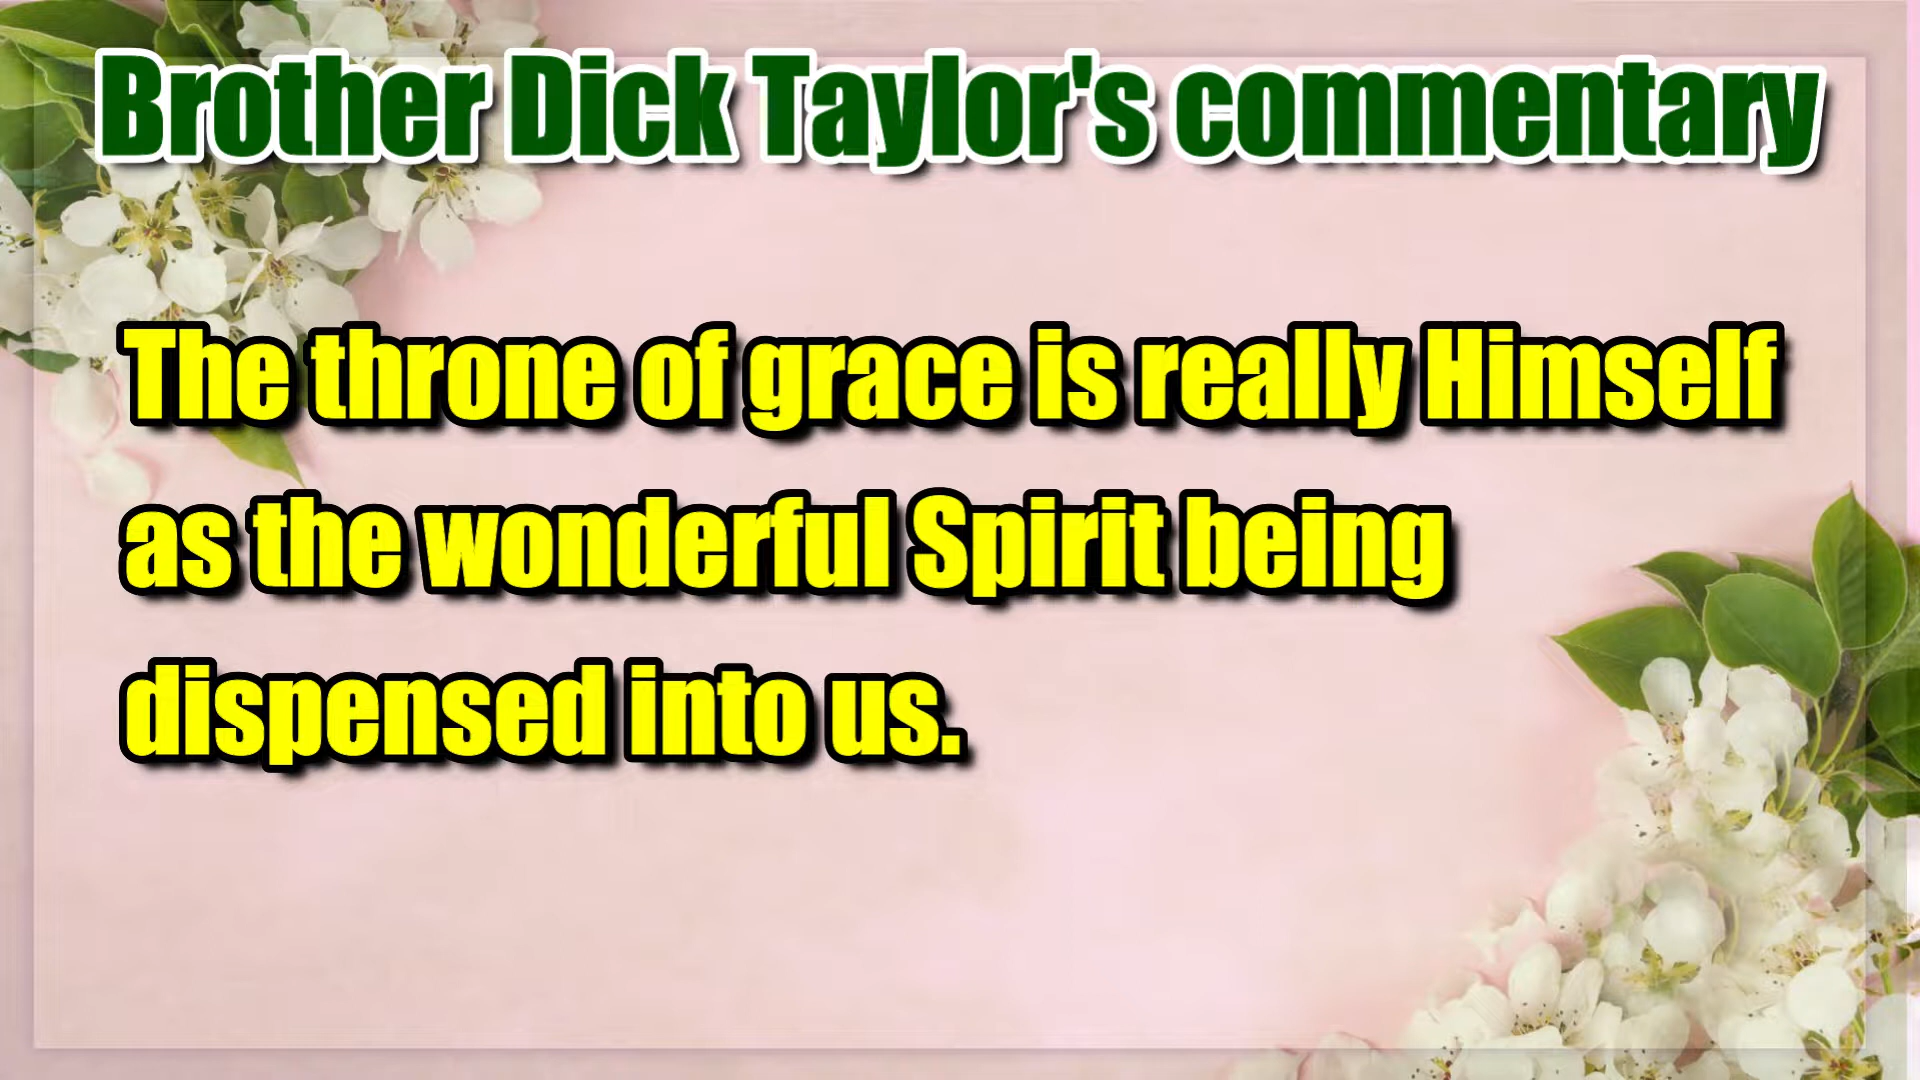 Brother Dick Taylor's commentary
The throne of grace is really Himself
as the wonderful Spirit being
dispensed into us.